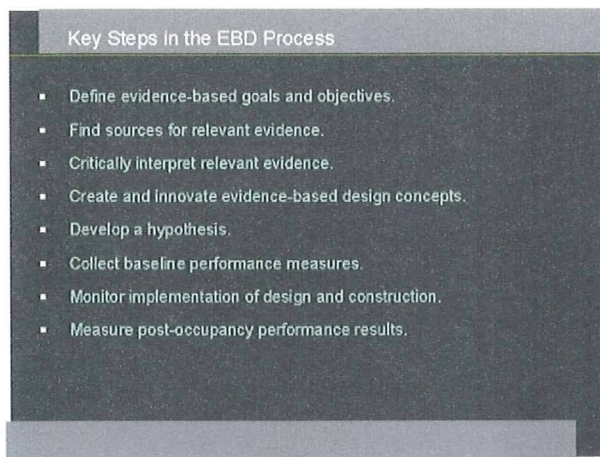 Key Steps in the EBD Process
▪ Define evidence-based goals and objectives.
▪ Find sources for relevant evidence.
▪ Critically interpret relevant evidence.
▪ Create and innovate evidence-based design concepts.
▪ Develop a hypothesis.
▪ Collect baseline performance measures.
▪ Monitor implementation of design and construction.
▪ Measure post-occupancy performance results.